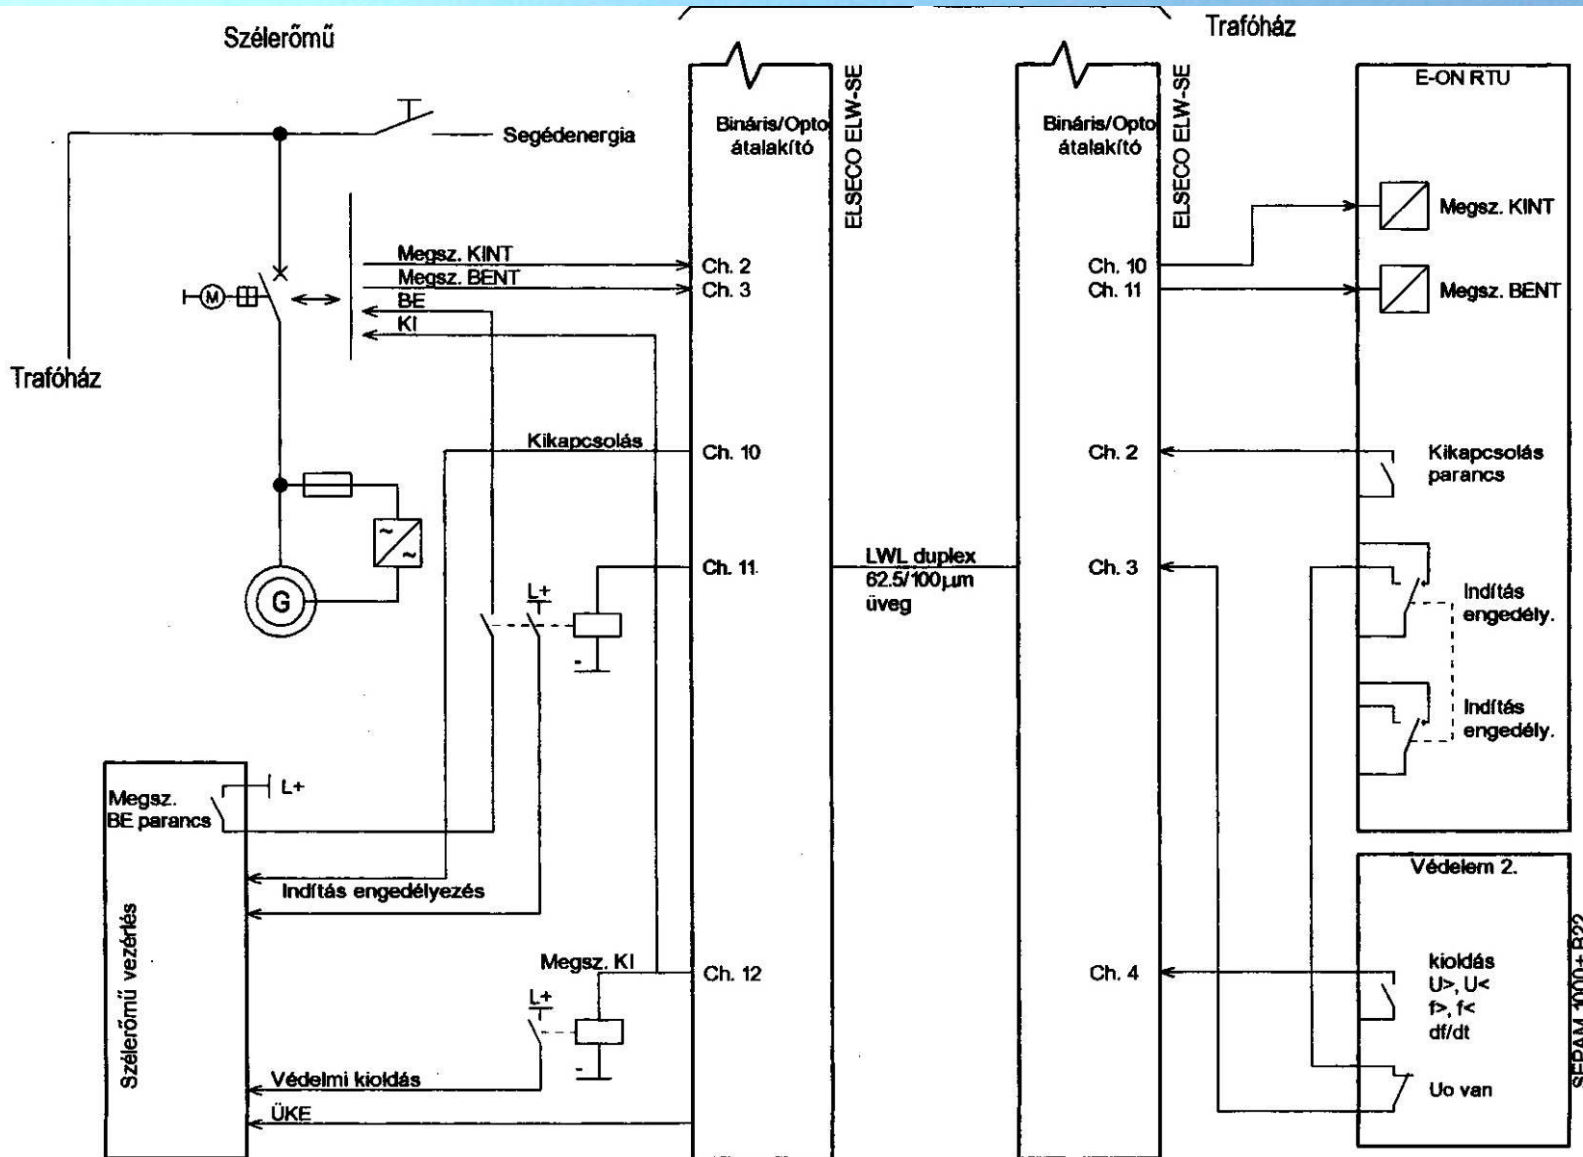 Szélerőmű
Trafóház
Segédenergia
Trafóház
M
Megsz. KINT
Megsz. BENT
BE
KI
Kikapcsolás
G
~
~
L+
-
Megsz.
BE parancs
L+
Szélerőmű vezérlés
Indítás engedélyezés
Megsz. KI
L+
-
Védelmi kioldás
ÜKE
Bináris/Opto
átalakító
ELSECO ELW-SE
Ch. 2
Ch. 3
Ch. 10
Ch. 11
Ch. 12
LWL duplex
62.5/100µm
üveg
Bináris/Opto
átalakító
ELSECO ELW-SE
Ch. 10
Ch. 11
Ch. 2
Ch. 3
Ch. 4
E-ON RTU
Megsz. KINT
Megsz. BENT
Kikapcsolás
parancs
Indítás
engedély.
Indítás
engedély.
Védelem 2.
kioldás
U>, U<
f>, f<
df/dt
Uo van
SEPAM 1000+ B22